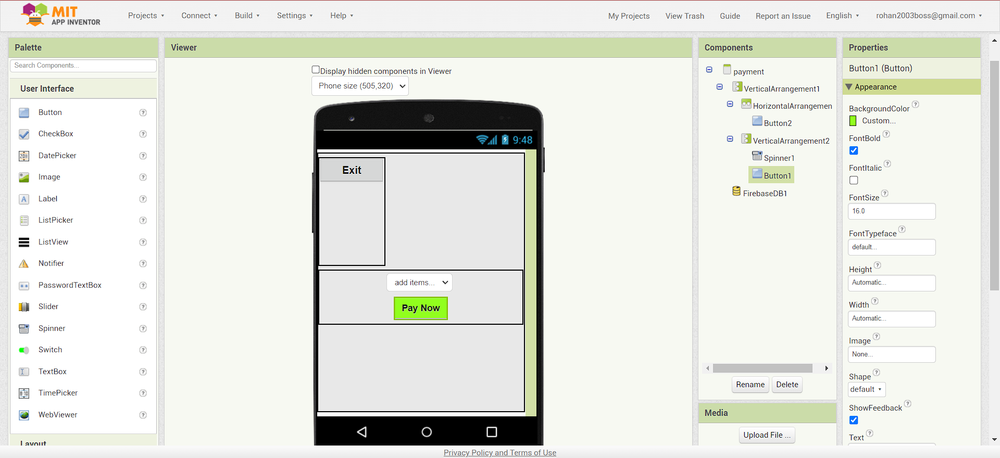 MIT
APP INVENTOR
Projects
Connect
Build
Settings
Help
My Projects
View Trash
Guide
Report an Issue
English
rohan2003boss@gmail.com
Palette
Search Components...
User Interface
Button
CheckBox
DatePicker
Image
Label
ListPicker
ListView
Notifier
PasswordTextBox
Slider
Spinner
Switch
TextBox
TimePicker
WebViewer
Layout
Viewer
Display hidden components in Viewer
Phone size (505,320)
9:48
Exit
add items...
Pay Now
Components
payment
VerticalArrangement1
HorizontalArrangemen
Button2
VerticalArrangement2
Spinner1
Button1
FirebaseDB1
Rename
Delete
Media
Upload File ...
Properties
Button1 (Button)
Appearance
BackgroundColor
Custom...
FontBold
FontItalic
FontSize
16.0
FontTypeface
default...
Height
Automatic...
Width
Automatic...
Image
None...
Shape
default
ShowFeedback
Text
Privacy Policy and Terms of Use